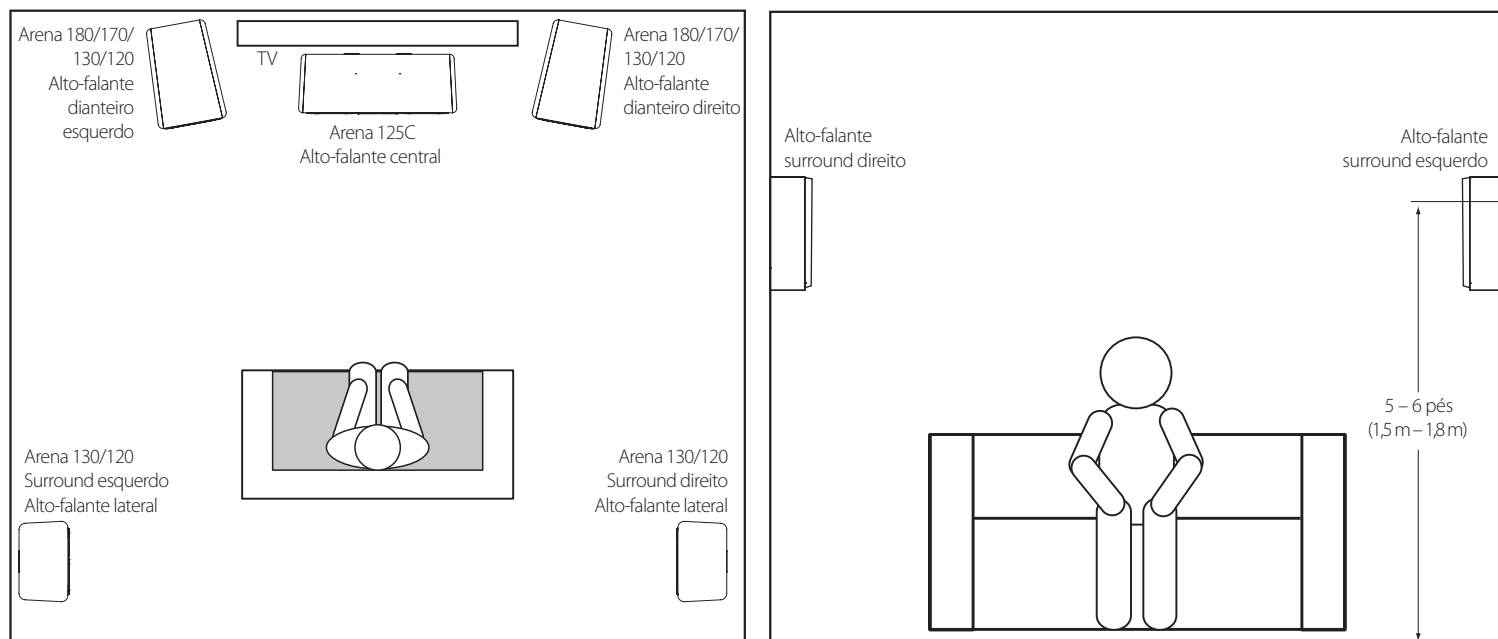 Arena 180/170/
130/120
Alto-falante
dianteiro
esquerdo
TV
Arena 125C
Alto-falante central
Arena 180/170/
130/120
Alto-falante
dianteiro direito
Arena 130/120
Surround esquerdo
Alto-falante lateral
Arena 130/120
Surround direito
Alto-falante lateral
Alto-falante
surround direito
Alto-falante
surround esquerdo
5 – 6 pés
(1,5 m – 1,8 m)